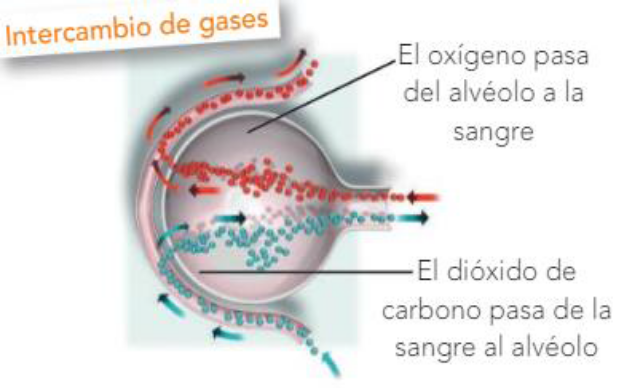 Intercambio de gases
El oxígeno pasa
del alvéolo a la
sangre
El dióxido de
carbono pasa de la
sangre al alvéolo